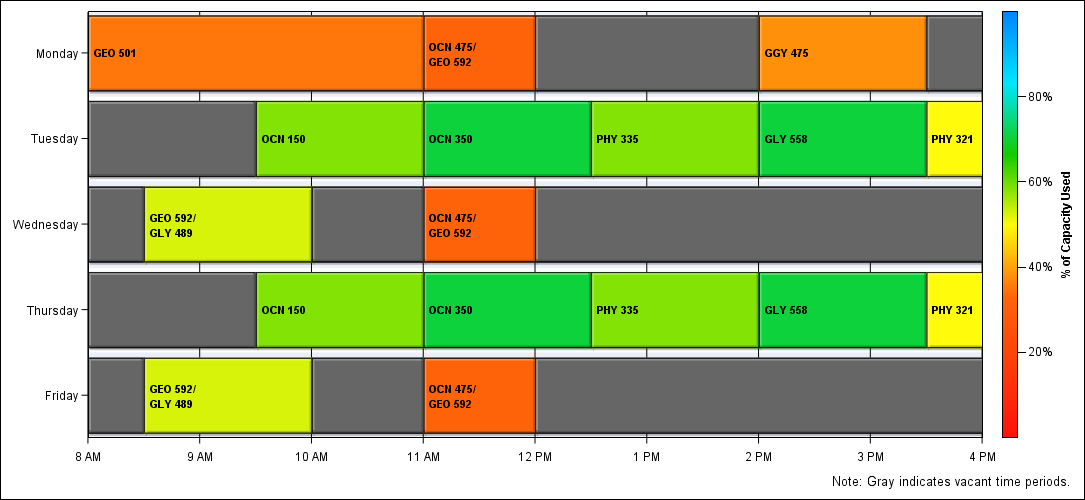 Monday
GEO 501
OCN 475/
GEO 592
GGY 475
Tuesday
OCN 150
OCN 350
PHY 335
GLY 558
PHY 321
Wednesday
GEO 592/
GLY 489
OCN 475/
GEO 592
Thursday
OCN 150
OCN 350
PHY 335
GLY 558
PHY 321
Friday
GEO 592/
GLY 489
OCN 475/
GEO 592
8 AM 9 AM 10 AM 11 AM 12 PM 1 PM 2 PM 3 PM 4 PM
80%
60%
40%
20%
% of Capacity Used
Note: Gray indicates vacant time periods.